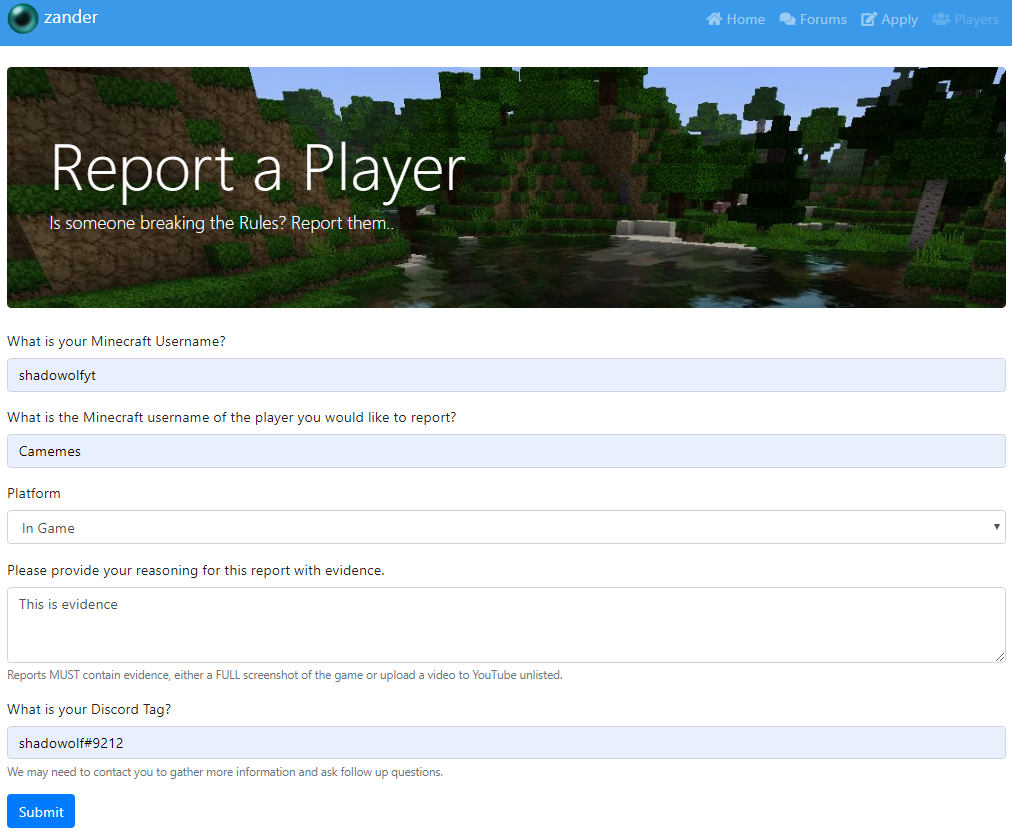 zander
Home Forums Apply Players
Report a Player
Is someone breaking the Rules? Report them..
What is your Minecraft Username?
shadowolfyt
What is the Minecraft username of the player you would like to report?
Camemes
Platform
In Game
Please provide your reasoning for this report with evidence.
This is evidence
Reports MUST contain evidence, either a FULL screenshot of the game or upload a video to YouTube unlisted.
What is your Discord Tag?
shadowolf#9212
We may need to contact you to gather more information and ask follow up questions.
Submit